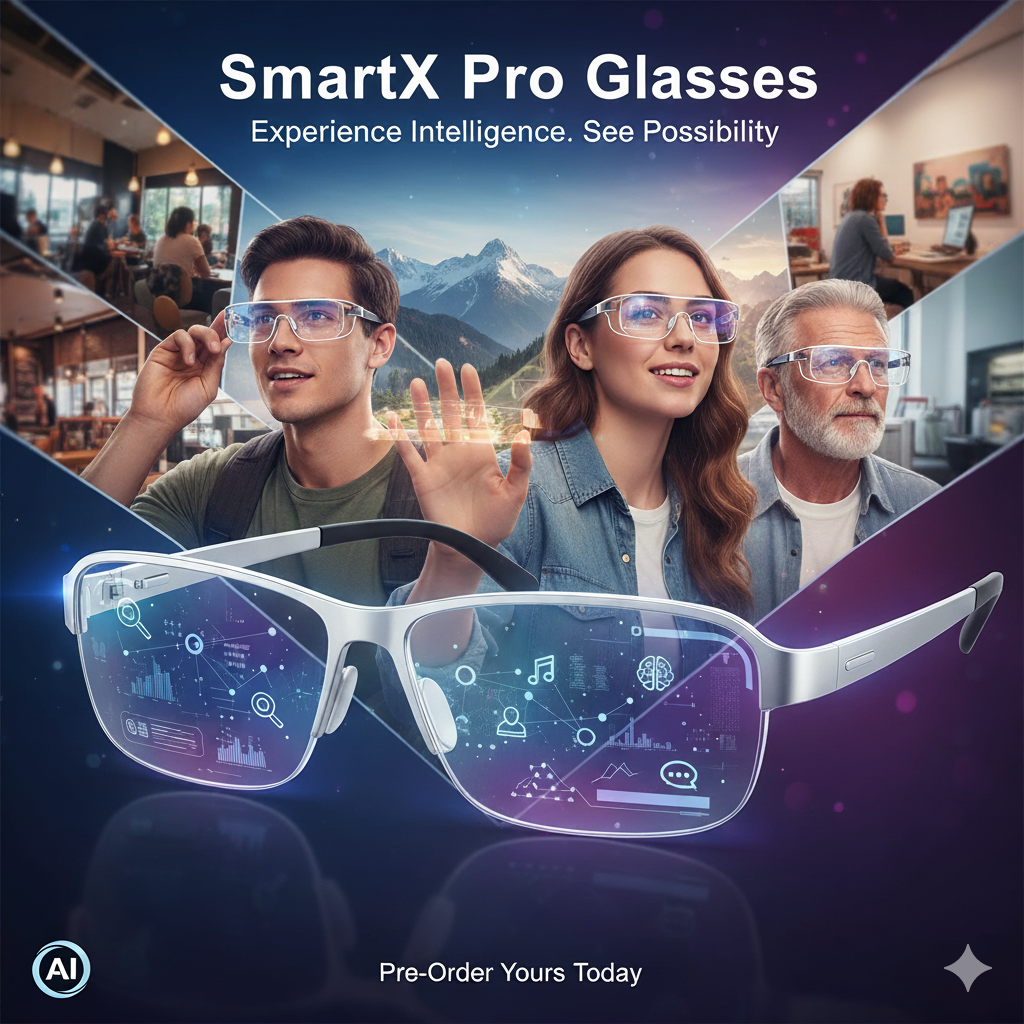 SmartX Pro Glasses
Experience Intelligence. See Possibility
AI
Pre-Order Yours Today